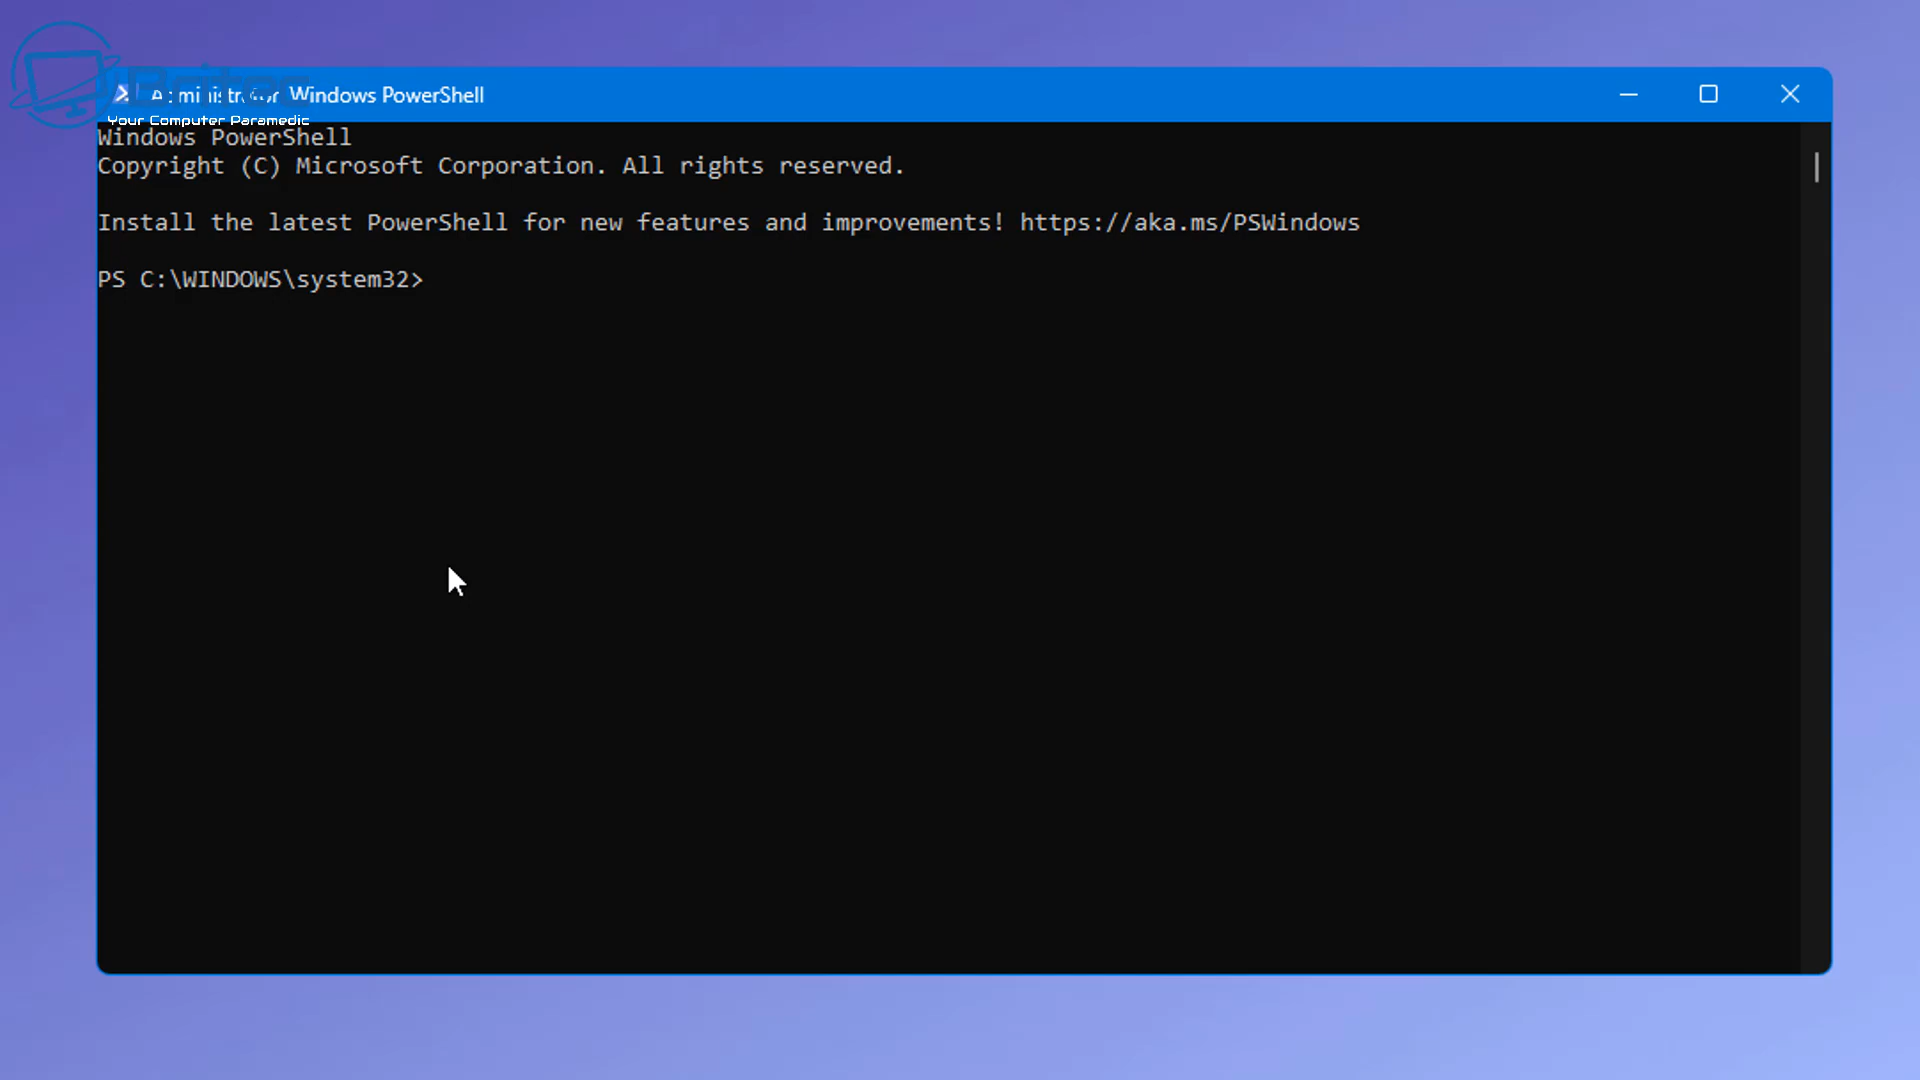 Britec
Administrator: Windows PowerShell
Your Computer Paramedic
Windows PowerShell
Copyright (C) Microsoft Corporation. All rights reserved.
Install the latest PowerShell for new features and improvements! https://aka.ms/PSWindows
PS C:\WINDOWS\system32>